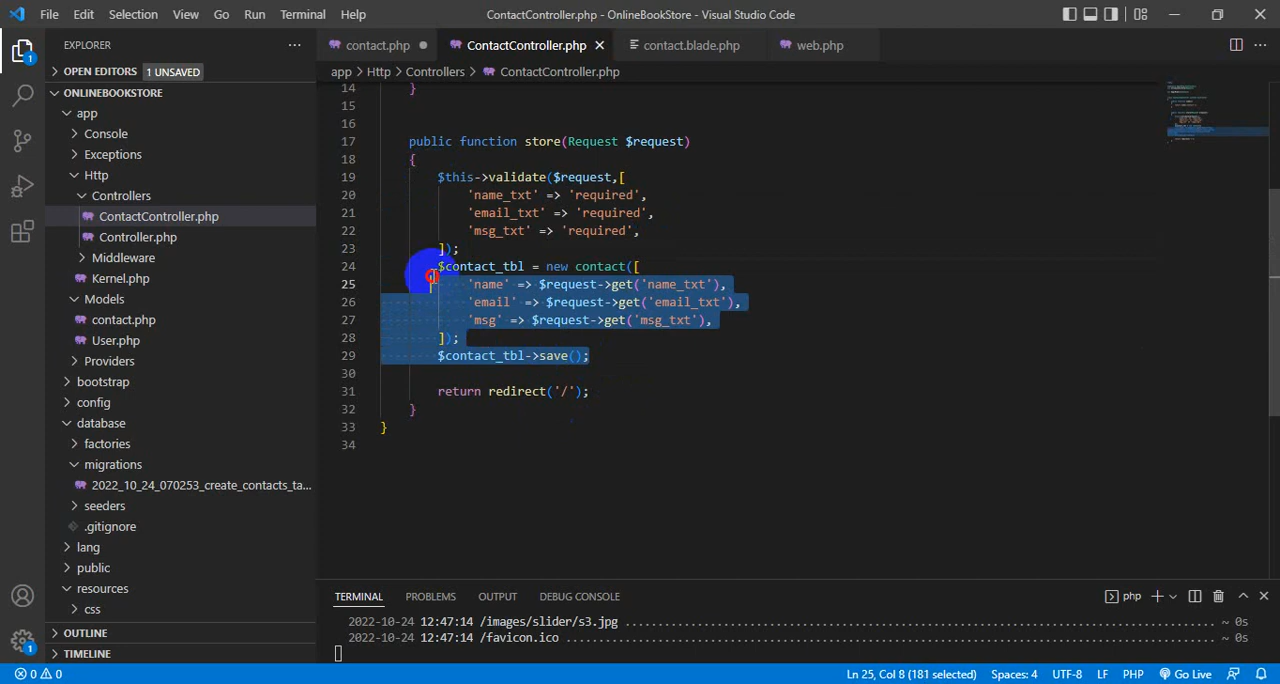 File Edit Selection View Go Run Terminal Help ContactController.php - OnlineBookStore - Visual Studio Code
EXPLORER
contact.php ContactController.php contact.blade.php web.php
OPEN EDITORS 1 UNSAVED
app > Http > Controllers > ContactController.php
ONLINEBOOKSTORE
app
Console
Exceptions
Http
Controllers
ContactController.php
Controller.php
Middleware
Kernel.php
Models
contact.php
User.php
Providers
bootstrap
config
database
factories
migrations
2022_10_24_070253_create_contacts_ta...
seeders
.gitignore
lang
public
resources
css
OUTLINE
TIMELINE
14 }
15
16
17 public function store(Request $request)
18 {
19 $this->validate($request,[
20 'name_txt' => 'required',
21 'email_txt' => 'required',
22 'msg_txt' => 'required',
23 ]);
24 $contact_tbl = new contact([
25 'name' => $request->get('name_txt'),
26 'email' => $request->get('email_txt'),
27 'msg' => $request->get('msg_txt'),
28 ]);
29 $contact_tbl->save();
30
31 return redirect('/');
32 }
33 }
34
TERMINAL PROBLEMS OUTPUT DEBUG CONSOLE php
2022-10-24 12:47:14 /images/slider/s3.jpg ~ 0s
2022-10-24 12:47:14 /favicon.ico ~ 0s
0 0 Ln 25, Col 8 (181 selected) Spaces: 4 UTF-8 LF PHP Go Live